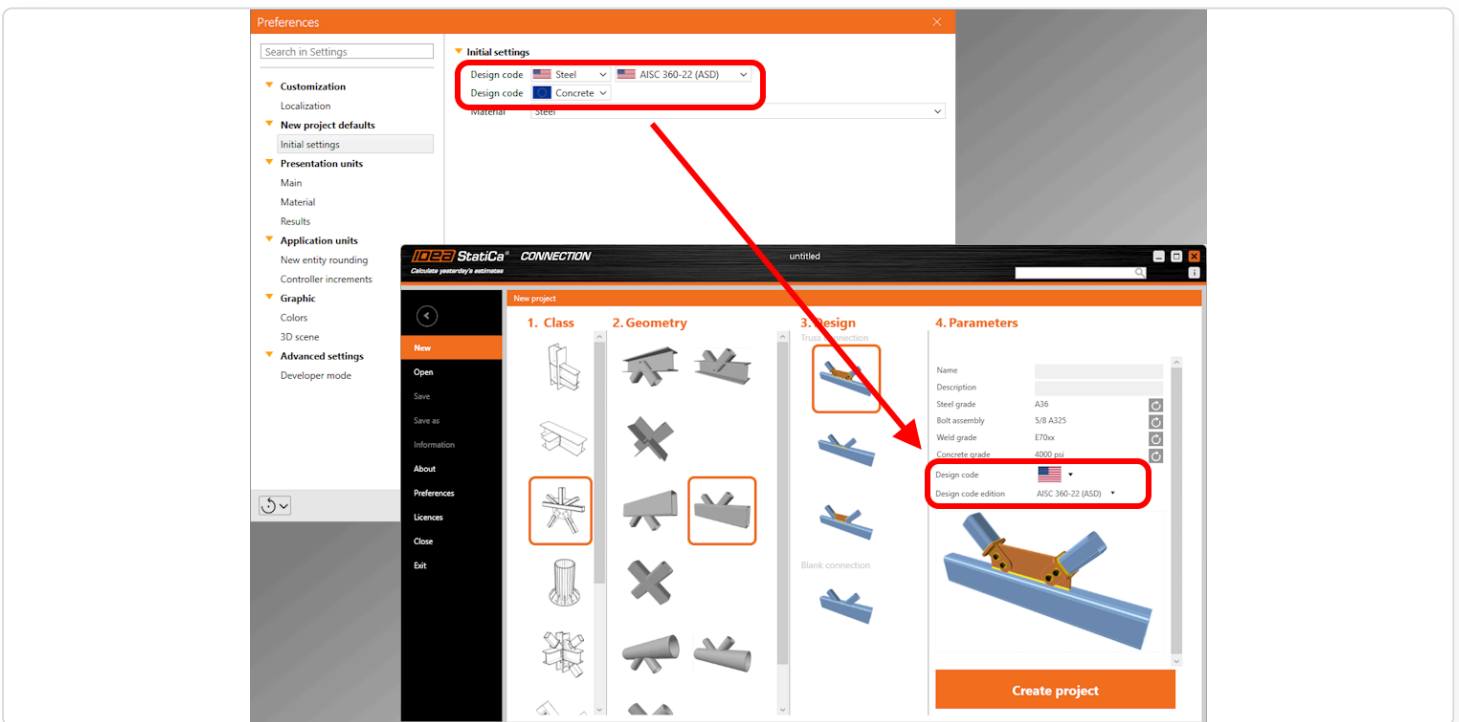 Preferences
Search in Settings
Customization
Localization
New project defaults
Initial settings
Presentation units
Main
Material
Results
Application units
New entity rounding
Controller increments
Graphic
Colors
3D scene
Advanced settings
Developer mode
Initial settings
Design code Steel AISC 360-22 (ASD)
Design code Concrete
Material Steel
IDEA StatiCa® CONNECTION
Calculate yesterday's estimates
untitled
New
Open
Save
Save as
Information
About
Preferences
Licences
Close
Exit
New project
1. Class
2. Geometry
3. Design
Truss connection
Blank connection
4. Parameters
Name
Description
Steel grade A36
Bolt assembly 5/8 A325
Weld grade E70xx
Concrete grade 4000 psi
Design code
Design code edition AISC 360-22 (ASD)
Create project